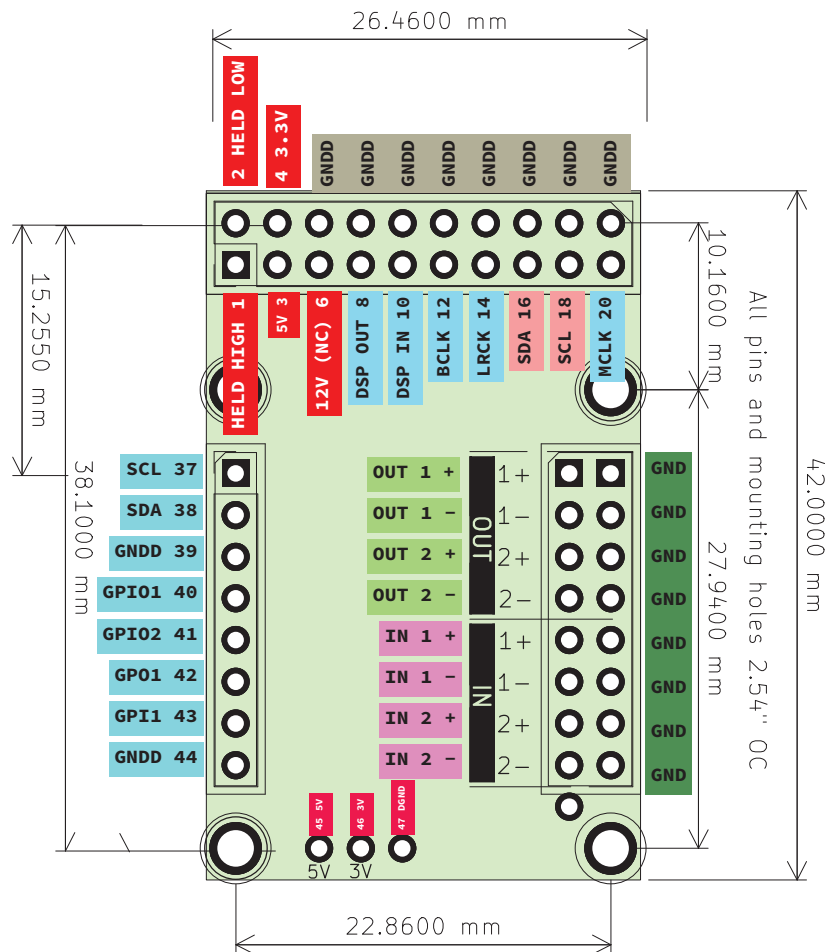 26.4600 mm
2 HELD LOW
4 3.3V
GNDD
GNDD
GNDD
GNDD
GNDD
GNDD
GNDD
GNDD
HELD HIGH 1
5V 3
12V (NC) 6
DSP OUT 8
DSP IN 10
BCLK 12
LRCK 14
SDA 16
SCL 18
MCLK 20
15.2550 mm
38.1000 mm
10.1600 mm
27.9400 mm
All pins and mounting holes 2.54'' OC
42.0000 mm
SCL 37
SDA 38
GNDD 39
GPIO1 40
GPIO2 41
GPO1 42
GPI1 43
GNDD 44
OUT 1 +
OUT 1 -
OUT 2 +
OUT 2 -
IN 1 +
IN 1 -
IN 2 +
IN 2 -
OUT
IN
1+
1-
2+
2-
1+
1-
2+
2-
GND
GND
GND
GND
GND
GND
GND
GND
45 5V
46 3V
47 DGND
5V
3V
22.8600 mm